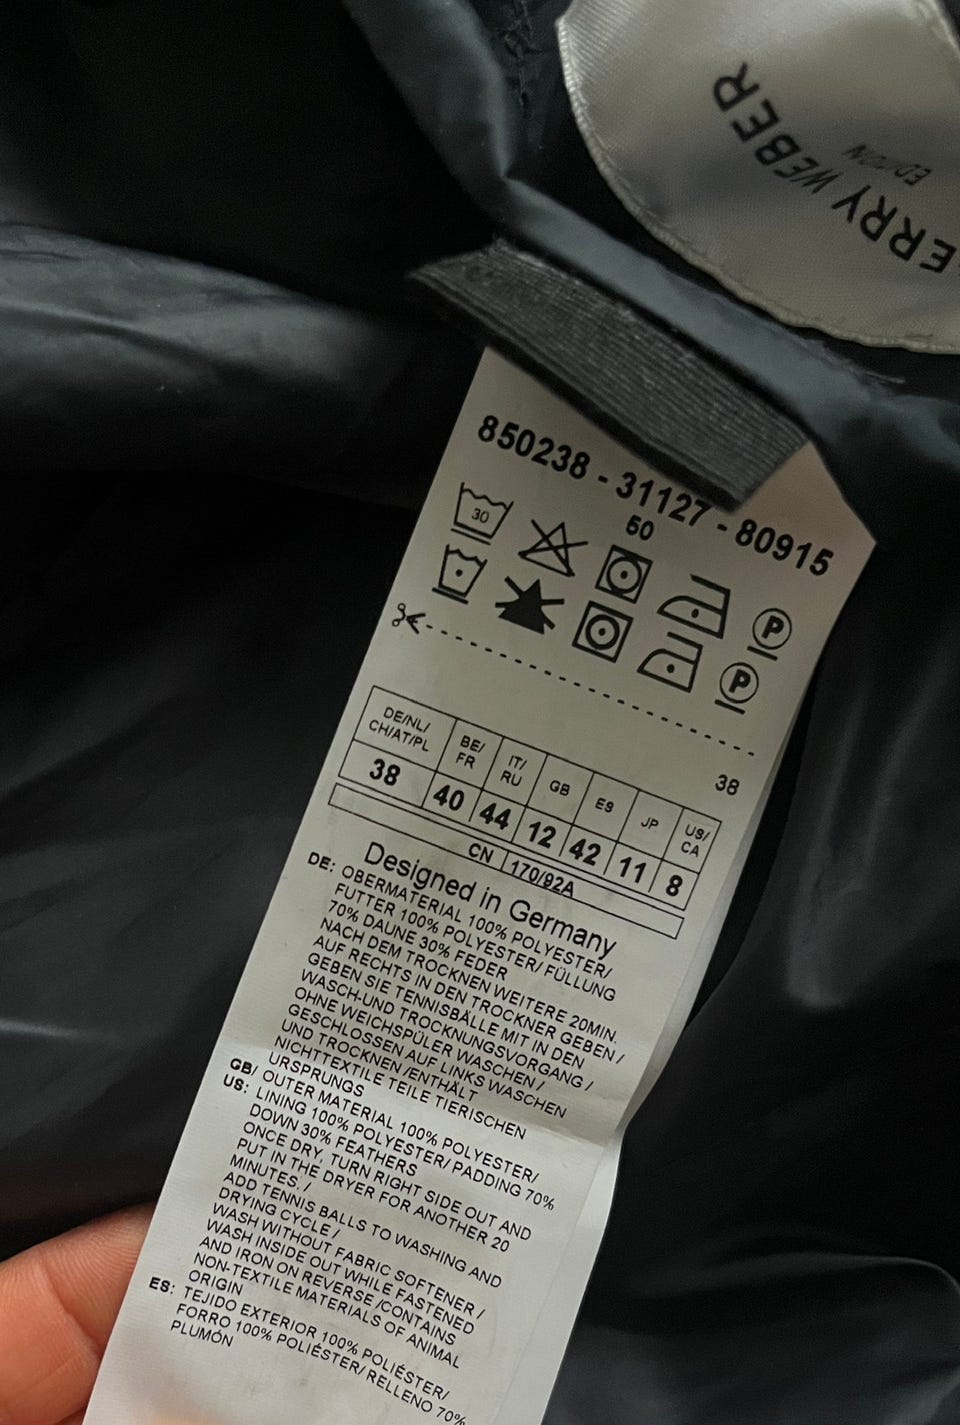 ERRY WEBER
EDITION
850238 - 31127 - 80915
50
30
P
P
38
DE/NL/
CH/AT/PL
BE/
FR
IT/
RU
GB
ES
JP
US/
CA
38 40 44 12 42 11 8
CN 170/92A
Designed in Germany
DE: OBERMATERIAL 100% POLYESTER/
FUTTER 100% POLYESTER/ FÜLLUNG
70% DAUNE 30% FEDER
NACH DEM TROCKNEN WEITERE 20MIN.
AUF RECHTS IN DEN TROCKNER GEBEN /
GEBEN SIE TENNISBÄLLE MIT IN DEN
WASCH-UND TROCKNUNGSVORGANG /
OHNE WEICHSPÜLER WASCHEN /
GESCHLOSSEN AUF LINKS WASCHEN
UND TROCKNEN /ENTHÄLT
NICHTTEXTILE TEILE TIERISCHEN
URSPRUNGS
GB/ OUTER MATERIAL 100% POLYESTER/
US: LINING 100% POLYESTER/ PADDING 70%
DOWN 30% FEATHERS
ONCE DRY, TURN RIGHT SIDE OUT AND
PUT IN THE DRYER FOR ANOTHER 20
MINUTES. /
ADD TENNIS BALLS TO WASHING AND
DRYING CYCLE /
WASH WITHOUT FABRIC SOFTENER /
WASH INSIDE OUT WHILE FASTENED
AND IRON ON REVERSE /CONTAINS
NON-TEXTILE MATERIALS OF ANIMAL
ORIGIN
ES: TEJIDO EXTERIOR 100% POLIÉSTER/
FORRO 100% POLIÉSTER/ RELLENO 70%
PLUMÓN